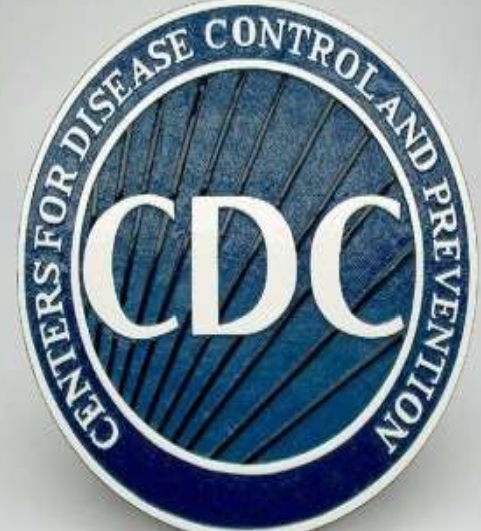 CENTERS FOR DISEASE CONTROL AND PREVENTION
CDC